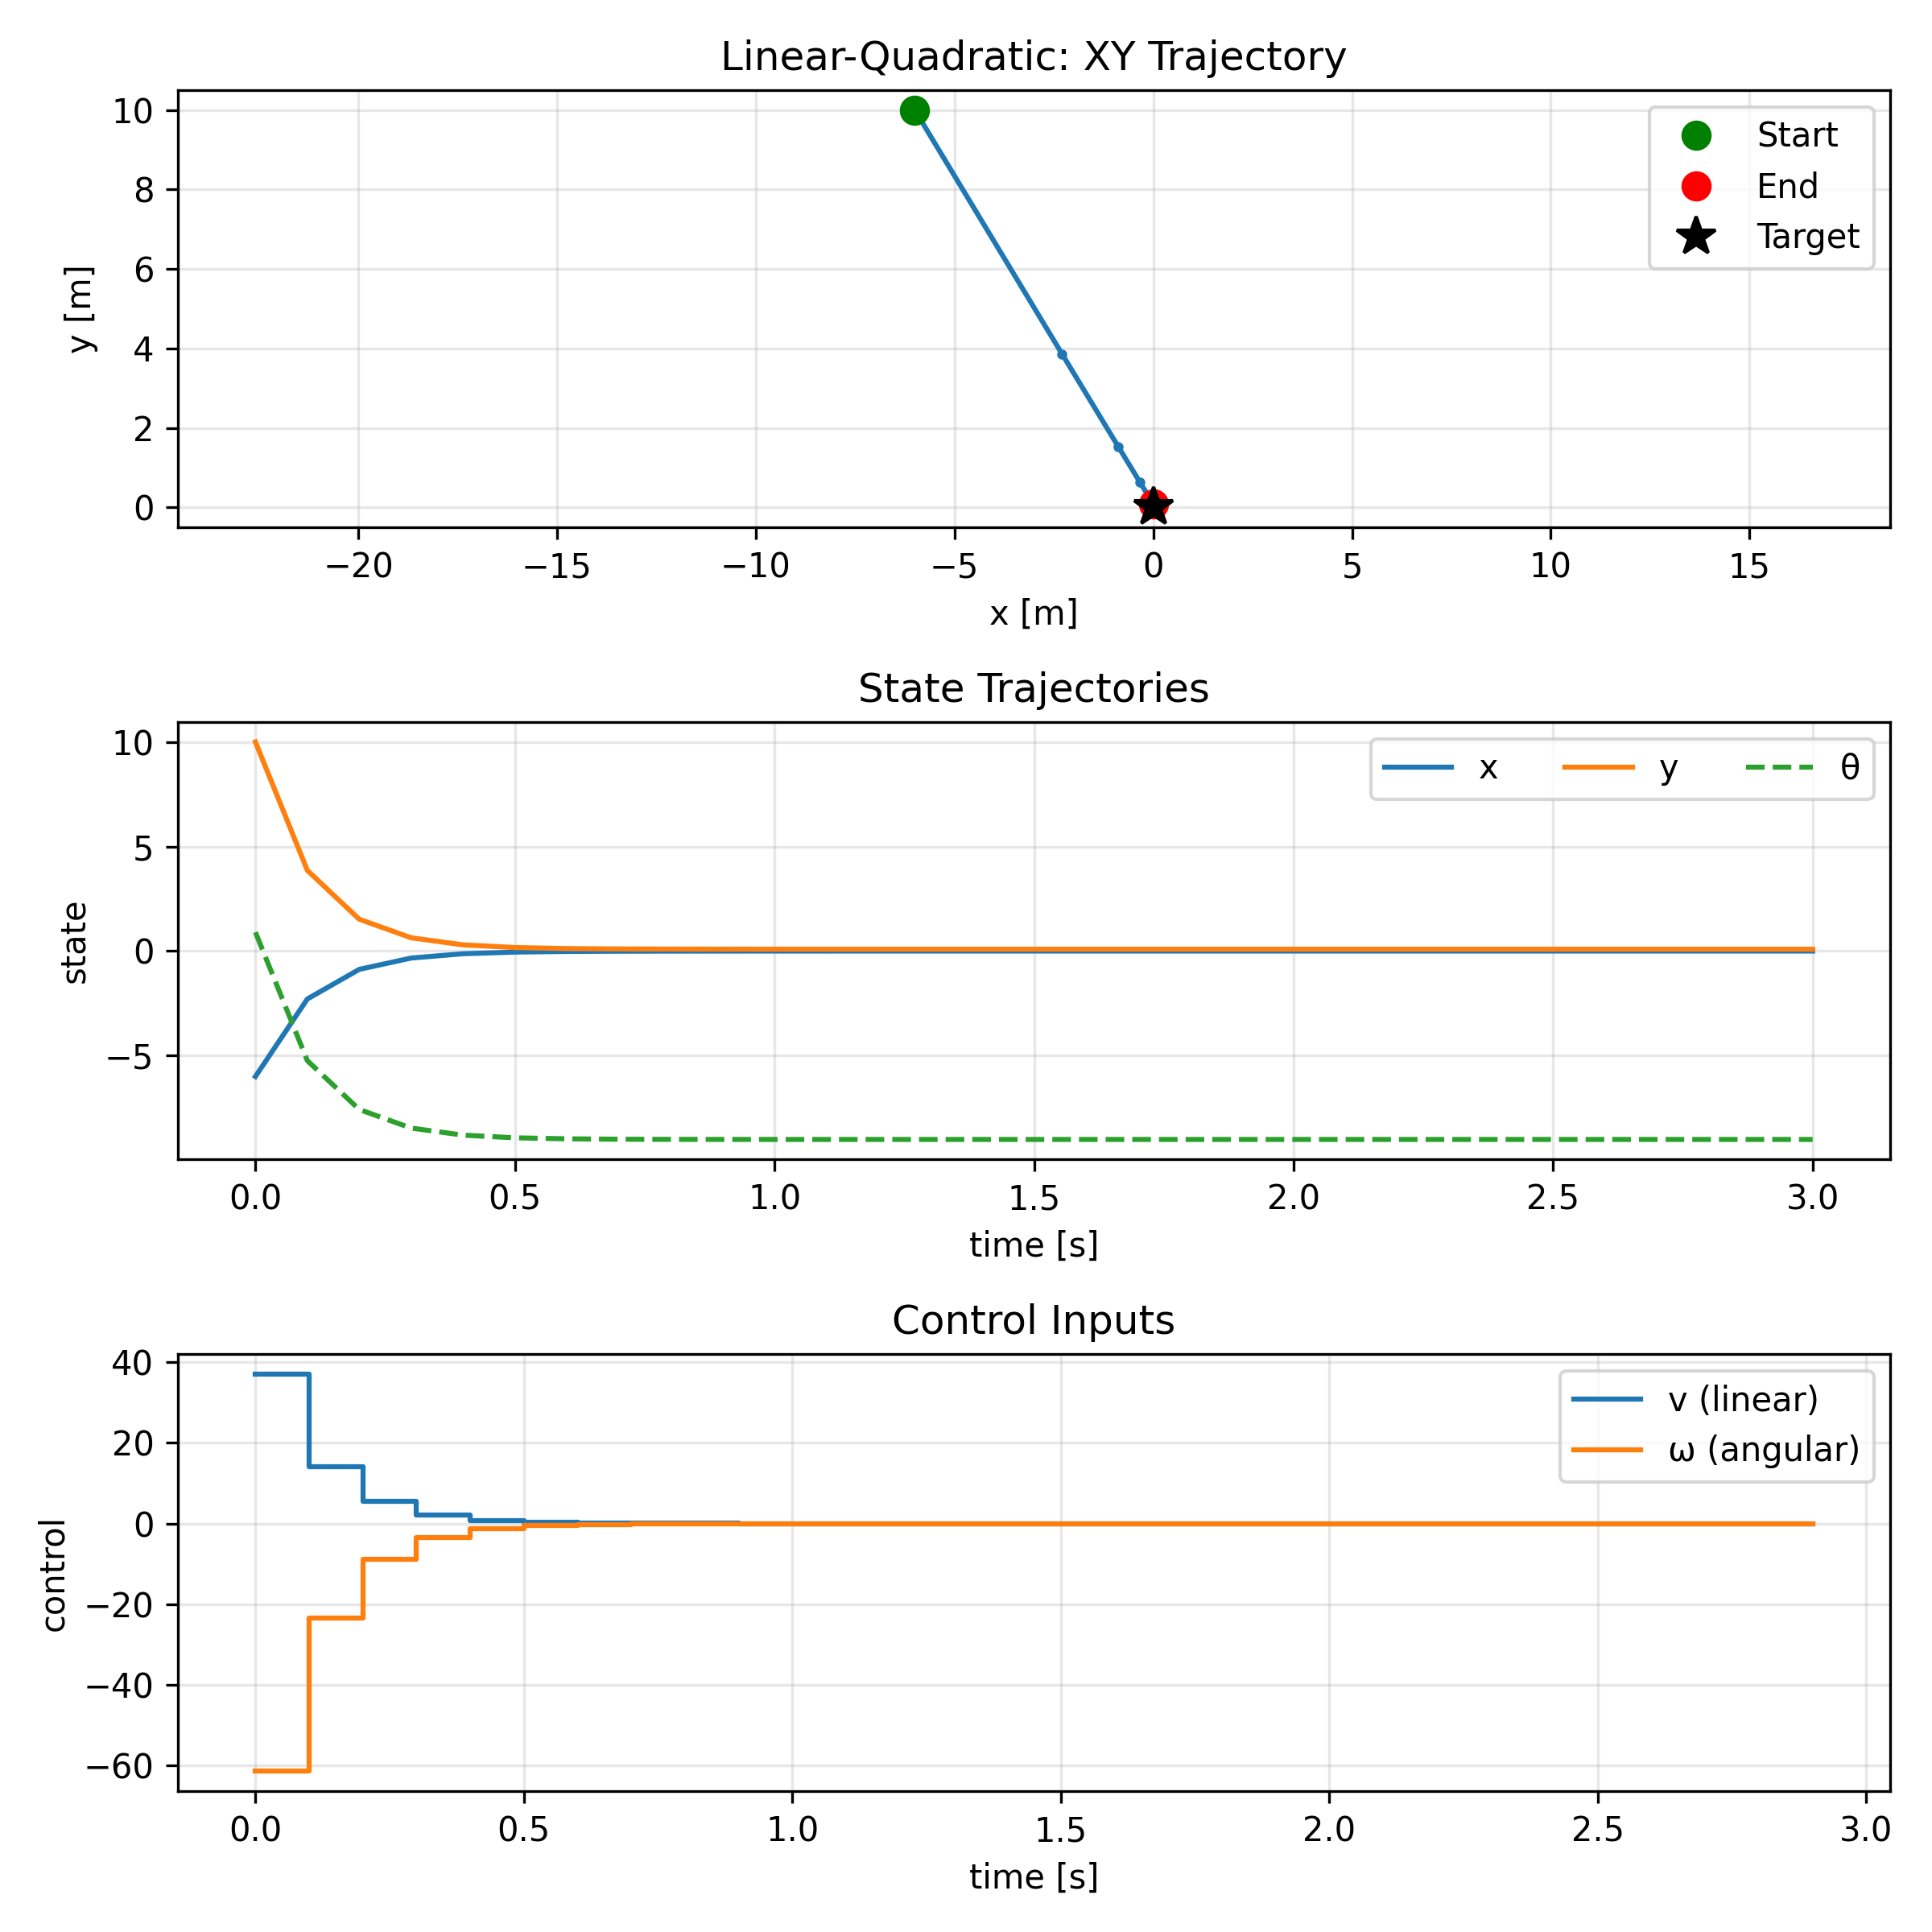 Linear-Quadratic: XY Trajectory
10
8
6
4
2
0
y [m]
Start
End
Target
−20 −15 −10 −5 0 5 10 15
x [m]
State Trajectories
10
5
0
−5
state
x y θ
0.0 0.5 1.0 1.5 2.0 2.5 3.0
time [s]
Control Inputs
40
20
0
−20
−40
−60
control
v (linear)
ω (angular)
0.0 0.5 1.0 1.5 2.0 2.5 3.0
time [s]